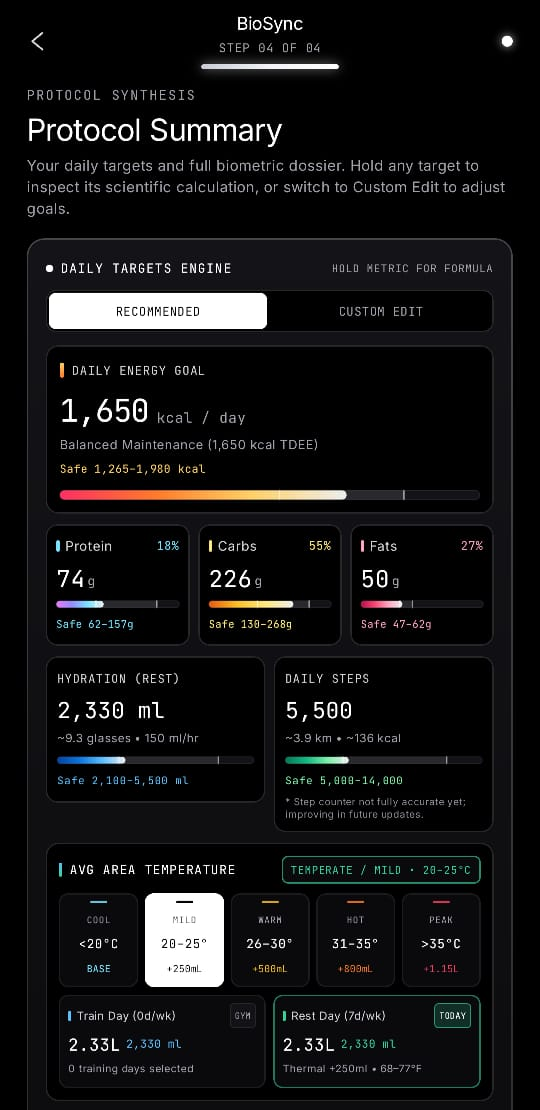 BioSync
STEP 04 OF 04
PROTOCOL SYNTHESIS
Protocol Summary
Your daily targets and full biometric dossier. Hold any target to
inspect its scientific calculation, or switch to Custom Edit to adjust
goals.
DAILY TARGETS ENGINE
HOLD METRIC FOR FORMULA
RECOMMENDED
CUSTOM EDIT
DAILY ENERGY GOAL
1,650 kcal / day
Balanced Maintenance (1,650 kcal TDEE)
Safe 1,265–1,980 kcal
Protein 18%
74g
Safe 62–157g
Carbs 55%
226g
Safe 130–268g
Fats 27%
50g
Safe 47–62g
HYDRATION (REST)
2,330 ml
~9.3 glasses • 150 ml/hr
Safe 2,100–5,500 ml
DAILY STEPS
5,500
~3.9 km • ~136 kcal
Safe 5,000–14,000
* Step counter not fully accurate yet;
improving in future updates.
AVG AREA TEMPERATURE
TEMPERATE / MILD · 20–25°C
COOL
<20°C
BASE
MILD
20–25°
+250mL
WARM
26–30°
+500mL
HOT
31–35°
+800mL
PEAK
>35°C
+1.15L
Train Day (0d/wk)
GYM
2.33L 2,330 ml
0 training days selected
Rest Day (7d/wk)
TODAY
2.33L 2,330 ml
Thermal +250ml • 68–77°F